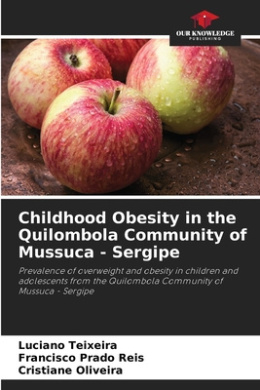 OUR KNOWLEDGE
PUBLISHING
Childhood Obesity in the
Quilombola Community of
Mussuca - Sergipe
Prevalence of overweight and obesity in children and
adolescents from the Quilombola Community of
Mussuca - Sergipe
Luciano Teixeira
Francisco Prado Reis
Cristiane Oliveira